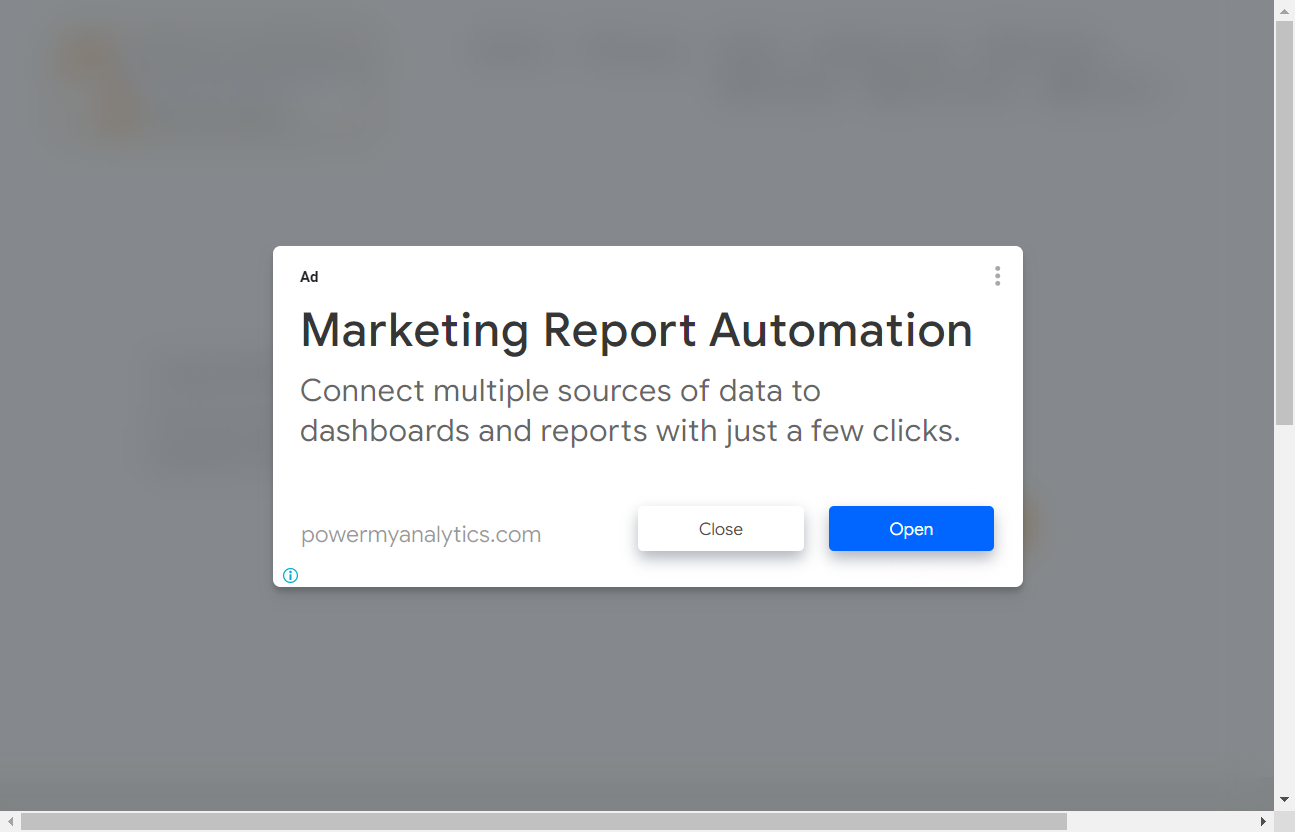 Ad
Marketing Report Automation
Connect multiple sources of data to
dashboards and reports with just a few clicks.
powermyanalytics.com
Close
Open